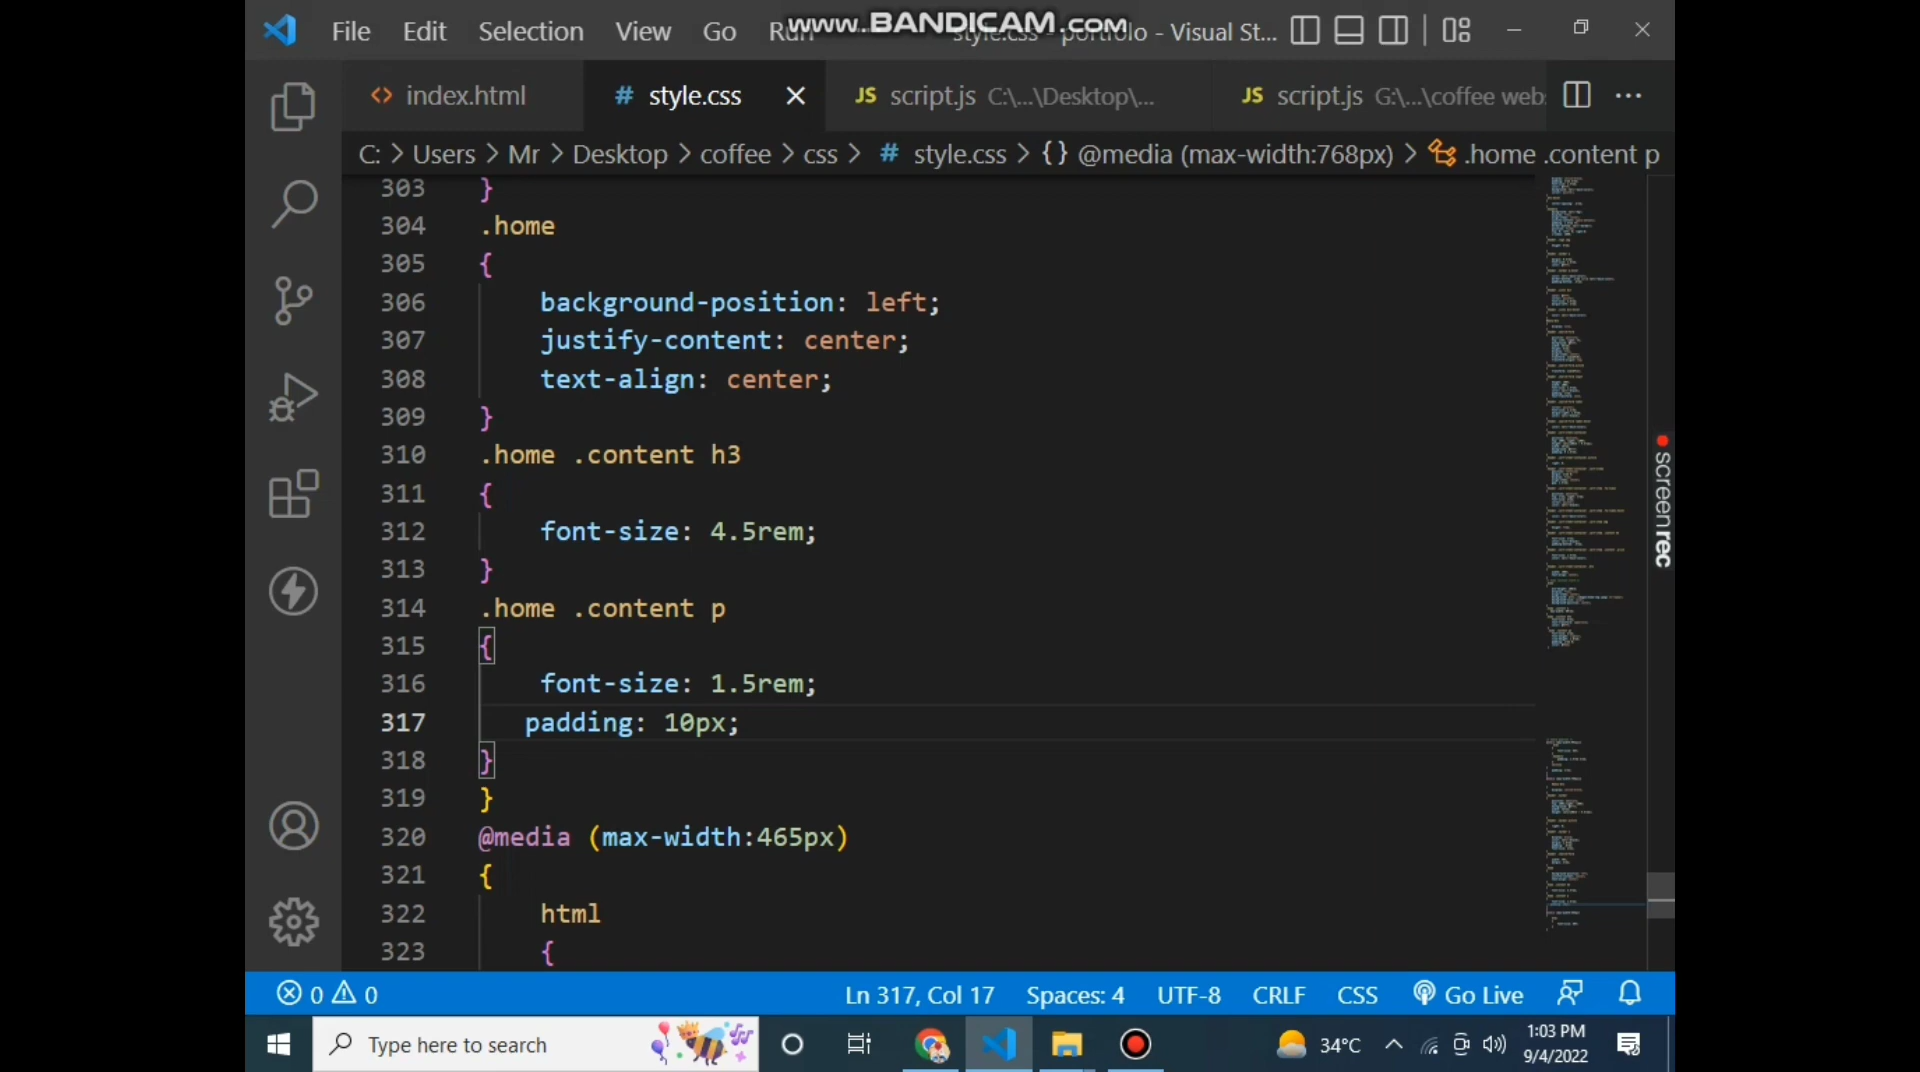 File Edit Selection View Go Run style.css - portfolio - Visual St...
www.BANDICAM.com
index.html
# style.css
JS script.js C:\...\Desktop\...
JS script.js G:\...\coffee web
C: > Users > Mr > Desktop > coffee > css > # style.css > {} @media (max-width:768px) > .home .content p
303 }
304 .home
305 {
306 background-position: left;
307 justify-content: center;
308 text-align: center;
309 }
310 .home .content h3
311 {
312 font-size: 4.5rem;
313 }
314 .home .content p
315 {
316 font-size: 1.5rem;
317 padding: 10px;
318 }
319 }
320 @media (max-width:465px)
321 {
322 html
323 {
screenrec
0 0
Ln 317, Col 17 Spaces: 4 UTF-8 CRLF CSS Go Live
Type here to search
34°C
1:03 PM
9/4/2022